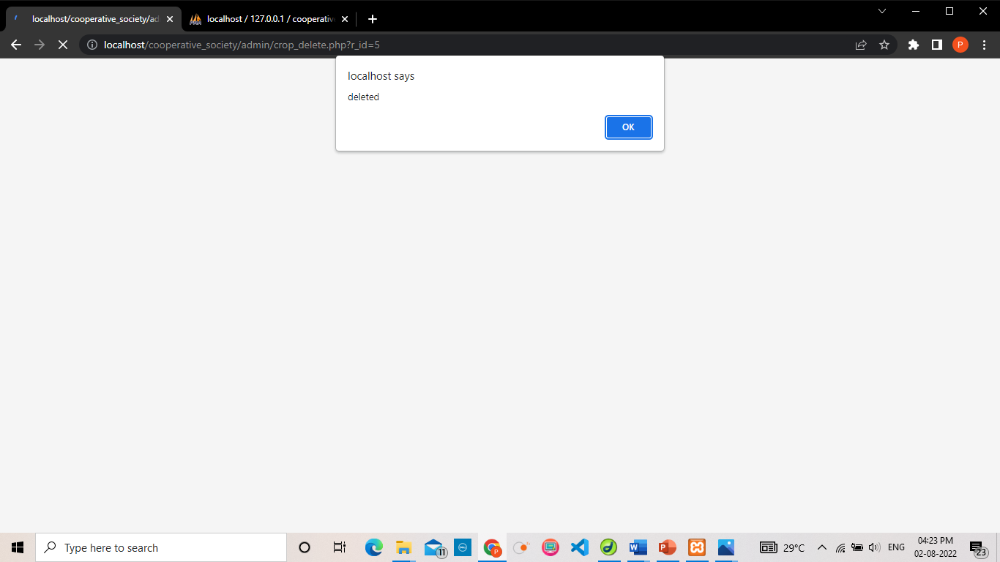 localhost/cooperative_society/ad
localhost / 127.0.0.1 / cooperative
localhost/cooperative_society/admin/crop_delete.php?r_id=5
P
localhost says
deleted
OK
Type here to search
11
P
29°C
ENG
04:23 PM
02-08-2022
23